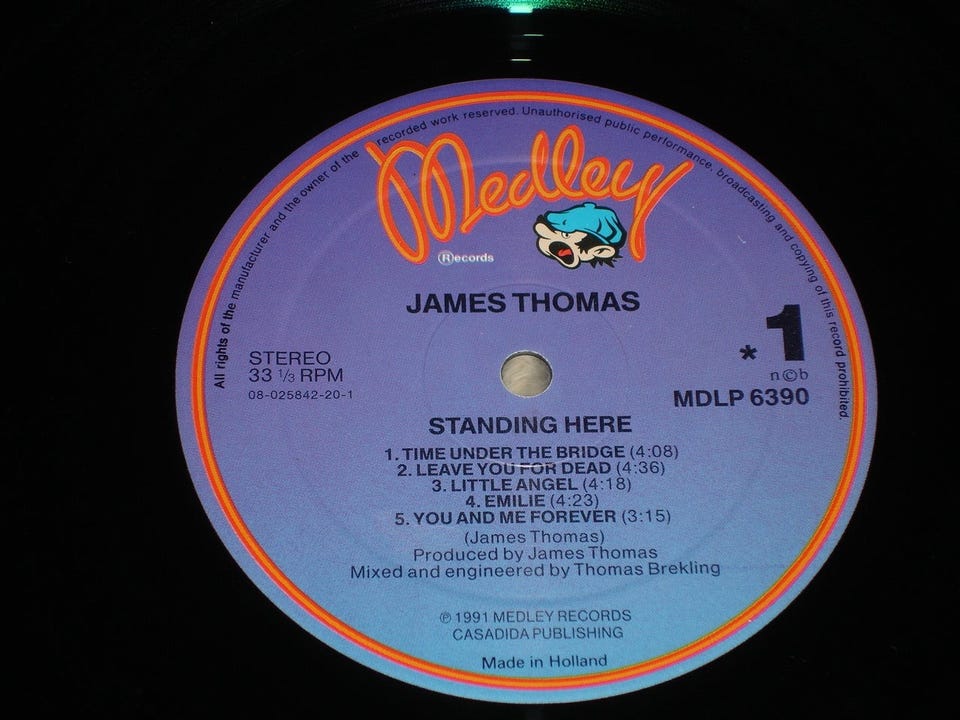 All rights of the manufacturer and the owner of the recorded work reserved. Unauthorised public performance, broadcasting and copying of this record prohibited.
Medley
Records
JAMES THOMAS
STEREO
33 1/3 RPM
08-025842-20-1
* 1
n©b
MDLP 6390
STANDING HERE
1. TIME UNDER THE BRIDGE (4:08)
2. LEAVE YOU FOR DEAD (4:36)
3. LITTLE ANGEL (4:18)
4. EMILIE (4:23)
5. YOU AND ME FOREVER (3:15)
(James Thomas)
Produced by James Thomas
Mixed and engineered by Thomas Brekling
℗ 1991 MEDLEY RECORDS
CASADIDA PUBLISHING
Made in Holland